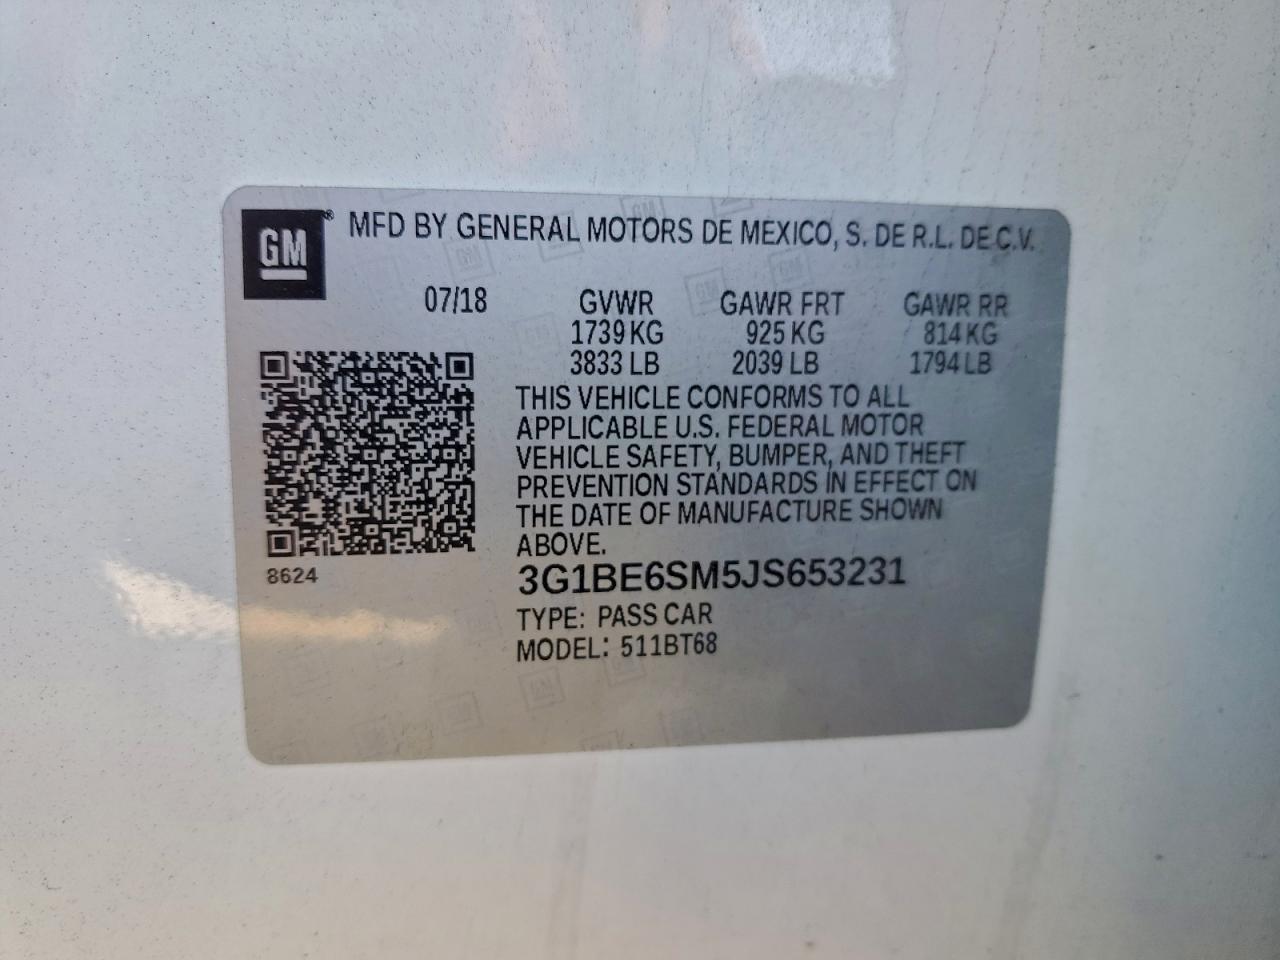 GM® MFD BY GENERAL MOTORS DE MEXICO, S. DE R.L. DE C.V.
07/18 GVWR GAWR FRT GAWR RR
1739 KG 925 KG 814 KG
3833 LB 2039 LB 1794 LB
THIS VEHICLE CONFORMS TO ALL
APPLICABLE U.S. FEDERAL MOTOR
VEHICLE SAFETY, BUMPER, AND THEFT
PREVENTION STANDARDS IN EFFECT ON
THE DATE OF MANUFACTURE SHOWN
ABOVE.
8624
3G1BE6SM5JS653231
TYPE: PASS CAR
MODEL: 511BT68